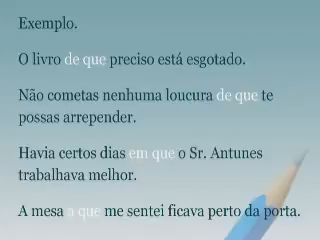 Exemplo.
O livro de que preciso está esgotado.
Não cometas nenhuma loucura de que te
possas arrepender.
Havia certos dias em que o Sr. Antunes
trabalhava melhor.
A mesa a que me sentei ficava perto da porta.